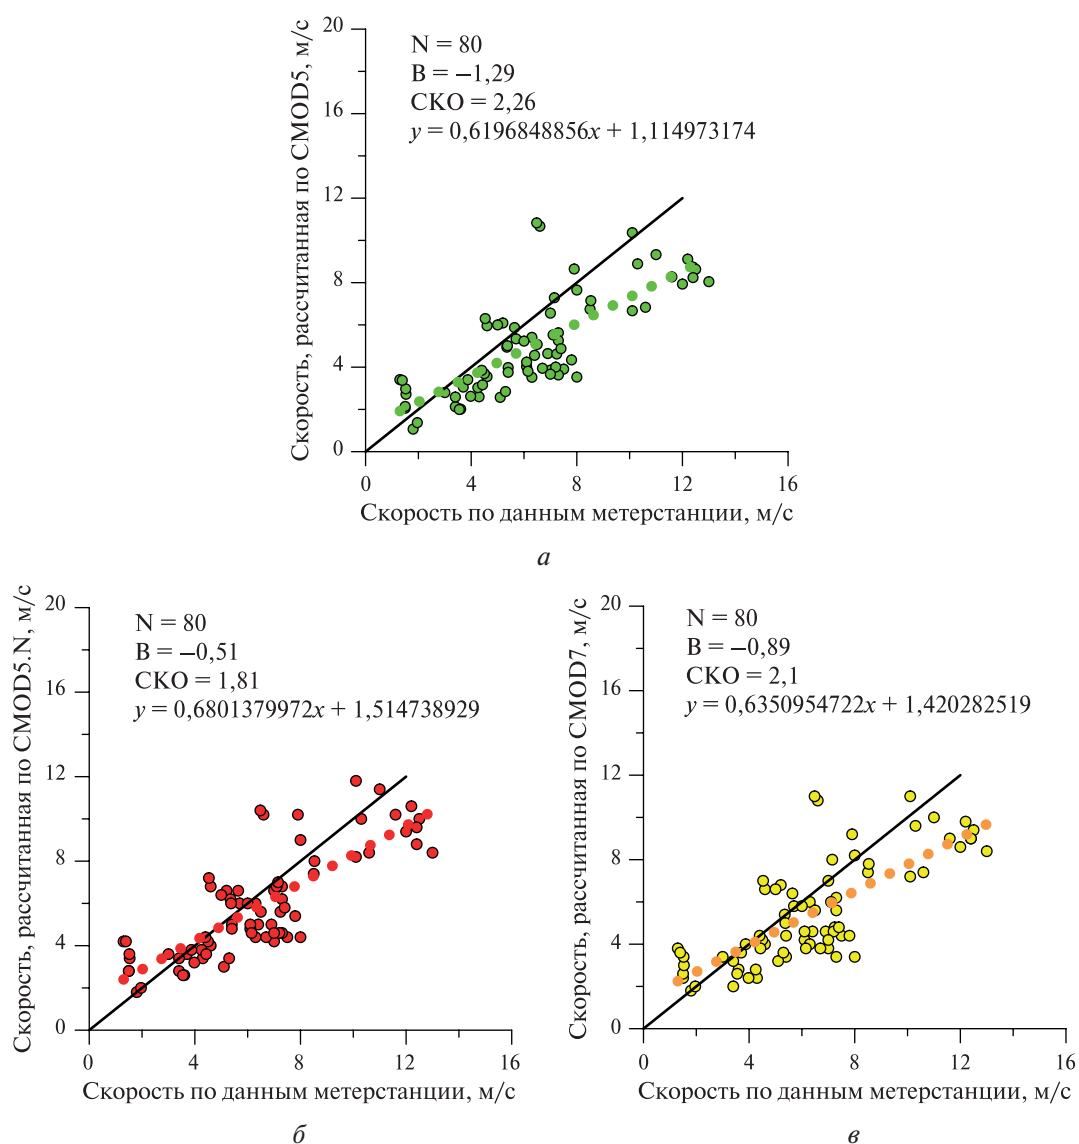 Скорость, рассчитанная по CMOD5, м/с
20
16
12
8
4
0
N = 80
B = −1,29
СКО = 2,26
y = 0,6196848856x + 1,114973174
0 4 8 12 16
Скорость по данным метерстанции, м/с
а
Скорость, рассчитанная по CMOD5.N, м/с
20
16
12
8
4
0
N = 80
B = −0,51
СКО = 1,81
y = 0,6801379972x + 1,514738929
0 4 8 12 16
Скорость по данным метерстанции, м/с
б
Скорость, рассчитанная по CMOD7, м/с
20
16
12
8
4
0
N = 80
B = −0,89
СКО = 2,1
y = 0,6350954722x + 1,420282519
0 4 8 12 16
Скорость по данным метерстанции, м/с
в